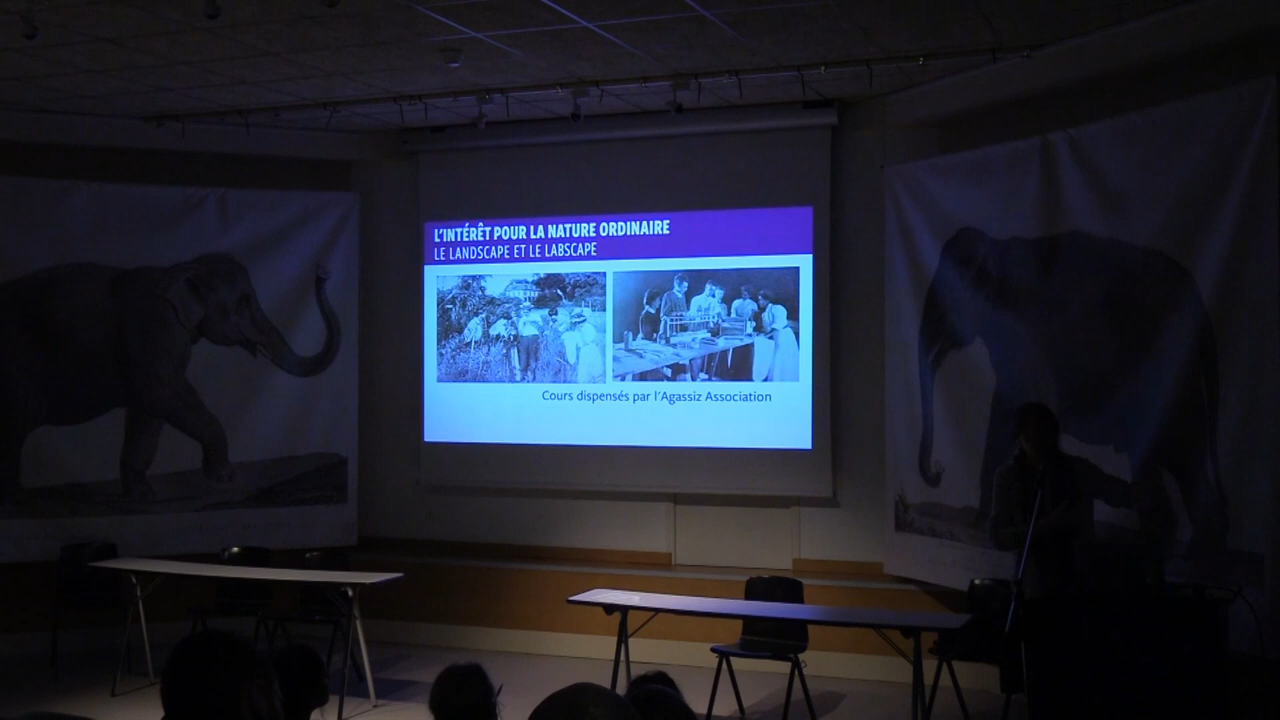 L'INTÉRÊT POUR LA NATURE ORDINAIRE
LE LANDSCAPE ET LE LABSCAPE
Cours dispensés par l'Agassiz Association